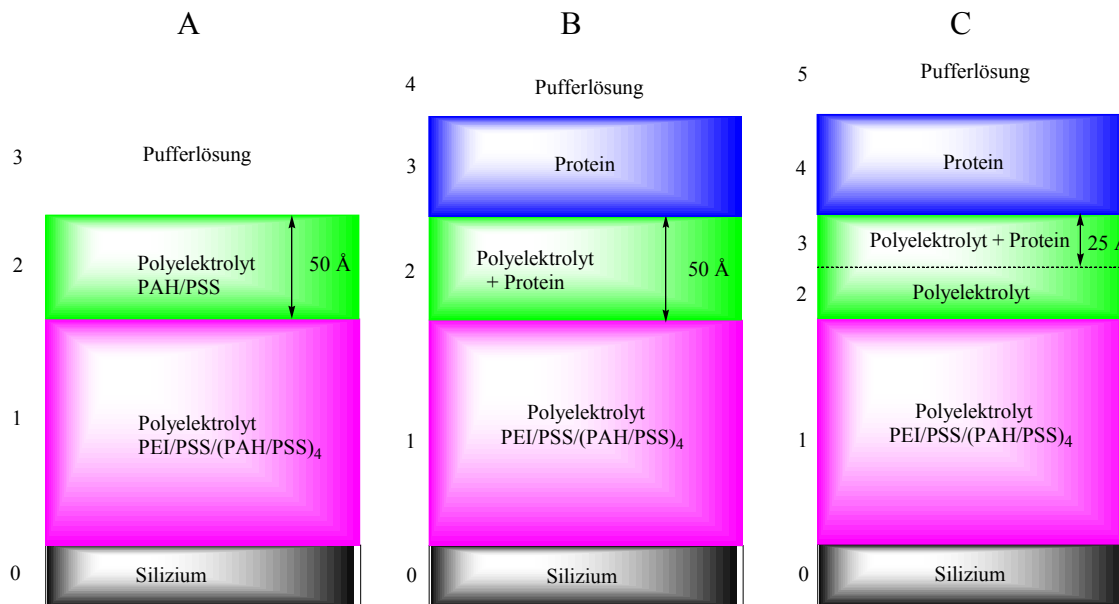 A
3
Pufferlösung
2
Polyelektrolyt
PAH/PSS
50 Å
1
Polyelektrolyt
PEI/PSS/(PAH/PSS)4
0
Silizium
B
4
Pufferlösung
3
Protein
2
Polyelektrolyt
+ Protein
50 Å
1
Polyelektrolyt
PEI/PSS/(PAH/PSS)4
0
Silizium
C
5
Pufferlösung
4
Protein
3
Polyelektrolyt + Protein
25 Å
2
Polyelektrolyt
1
Polyelektrolyt
PEI/PSS/(PAH/PSS)4
0
Silizium